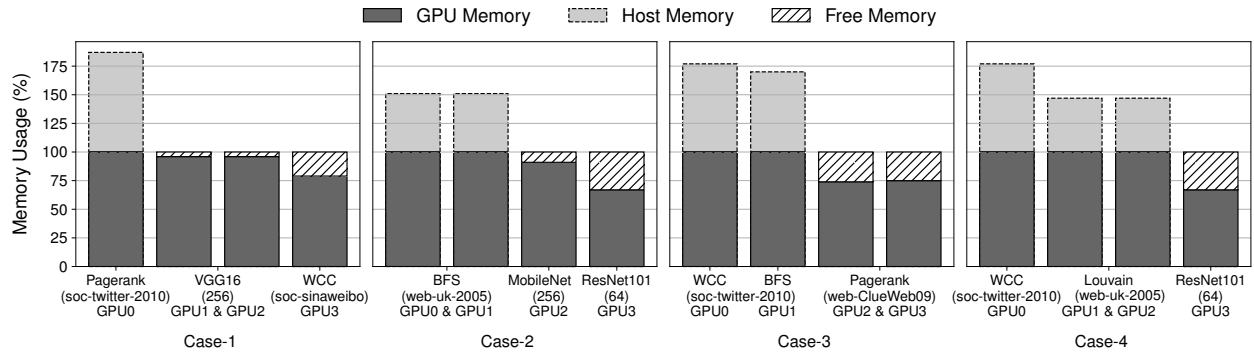 GPU Memory Host Memory Free Memory
Memory Usage (%)
175
150
125
100
75
50
25
0
Pagerank
(soc-twitter-2010)
GPU0
VGG16
(256)
GPU1 & GPU2
WCC
(soc-sinaweibo)
GPU3
Case-1
BFS
(web-uk-2005)
GPU0 & GPU1
MobileNet
(256)
GPU2
ResNet101
(64)
GPU3
Case-2
WCC
(soc-twitter-2010)
GPU0
BFS
GPU1
Pagerank
(web-ClueWeb09)
GPU2 & GPU3
Case-3
WCC
(soc-twitter-2010)
GPU0
Louvain
(web-uk-2005)
GPU1 & GPU2
ResNet101
(64)
GPU3
Case-4